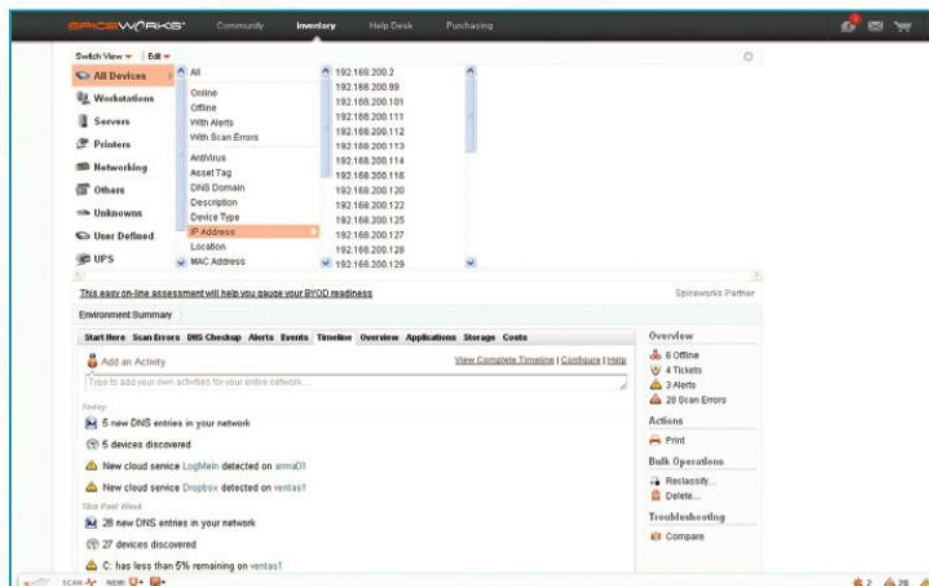 SPICEWORKS Community Inventory Help Desk Purchasing
Switch View Edit
All Devices
Workstations
Servers
Printers
Networking
Others
Unknowns
User Defined
UPS
All
Online
Offline
With Alerts
With Scan Errors
AntiVirus
Asset Tag
DNS Domain
Description
Device Type
IP Address
Location
MAC Address
192.168.200.2
192.168.200.99
192.168.200.101
192.168.200.111
192.168.200.112
192.168.200.113
192.168.200.114
192.168.200.116
192.168.200.120
192.168.200.122
192.168.200.125
192.168.200.127
192.168.200.128
192.168.200.129
This easy on-line assessment will help you gauge your BYOD readiness
Spiceworks Partner
Environment Summary
Start Here Scan Errors DNS Checkup Alerts Events Timeline Overview Applications Storage Costs
Add an Activity
View Complete Timeline | Configure | Help
Type to add your own activities for your entire network...
Today
5 new DNS entries in your network
5 devices discovered
New cloud service LogMeIn detected on arma01
New cloud service Dropbox detected on ventas1
This Past Week
28 new DNS entries in your network
27 devices discovered
C: has less than 5% remaining on ventas1
Overview
6 Offline
4 Tickets
3 Alerts
28 Scan Errors
Actions
Print
Bulk Operations
Reclassify...
Delete...
Troubleshooting
Compare
SCAN NEW: 2 28